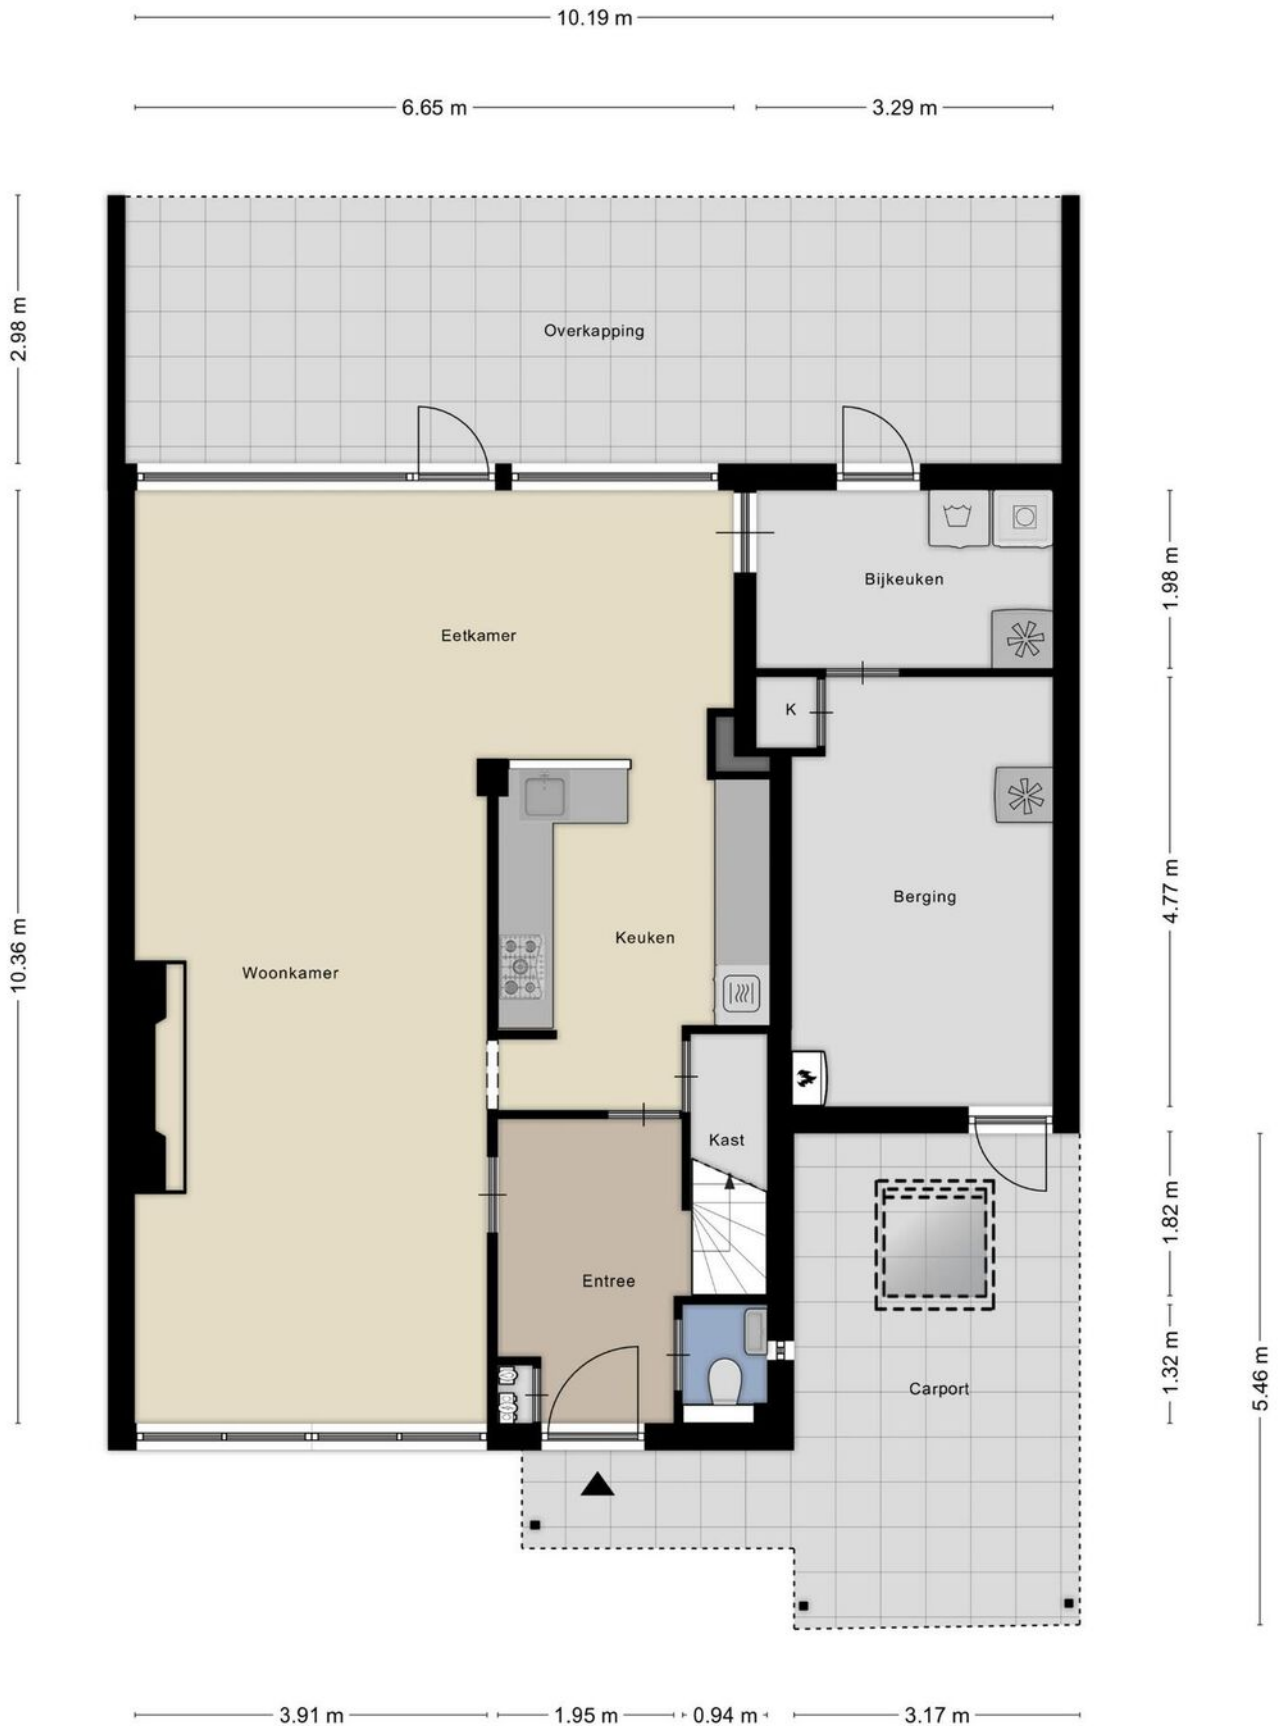 10.19 m
6.65 m
3.29 m
2.98 m
Overkapping
1.98 m
Bijkeuken
Eetkamer
K
4.77 m
Berging
10.36 m
Keuken
Woonkamer
Kast
1.82 m
Entree
1.32 m
Carport
5.46 m
3.91 m
1.95 m
0.94 m
3.17 m